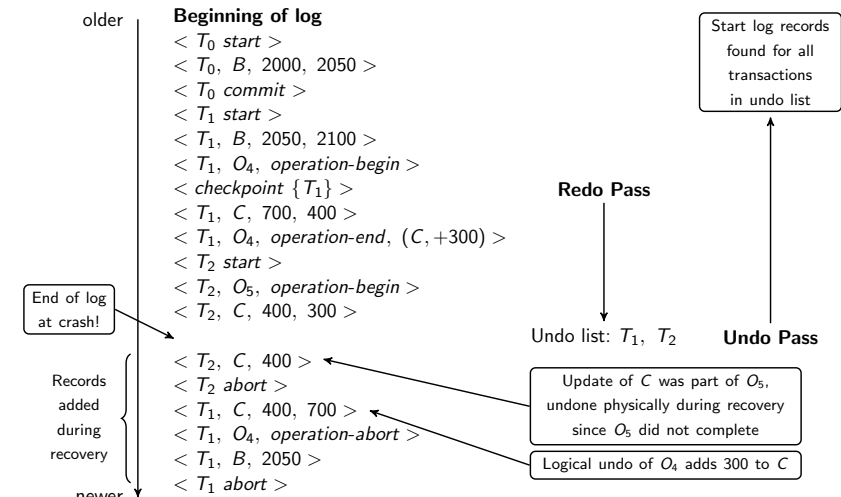 older
Beginning of log
< T0 start >
< T0, B, 2000, 2050 >
< T0 commit >
< T1 start >
< T1, B, 2050, 2100 >
< T1, O4, operation-begin >
< checkpoint {T1} >
< T1, C, 700, 400 >
< T1, O4, operation-end, (C, +300) >
< T2 start >
< T2, O5, operation-begin >
< T2, C, 400, 300 >
End of log
at crash!
< T2, C, 400 >
< T2 abort >
< T1, C, 400, 700 >
< T1, O4, operation-abort >
< T1, B, 2050 >
< T1 abort >
Records
added
during
recovery
newer
Redo Pass
Undo list: T1, T2
Start log records
found for all
transactions
in undo list
Undo Pass
Update of C was part of O5,
undone physically during recovery
since O5 did not complete
Logical undo of O4 adds 300 to C